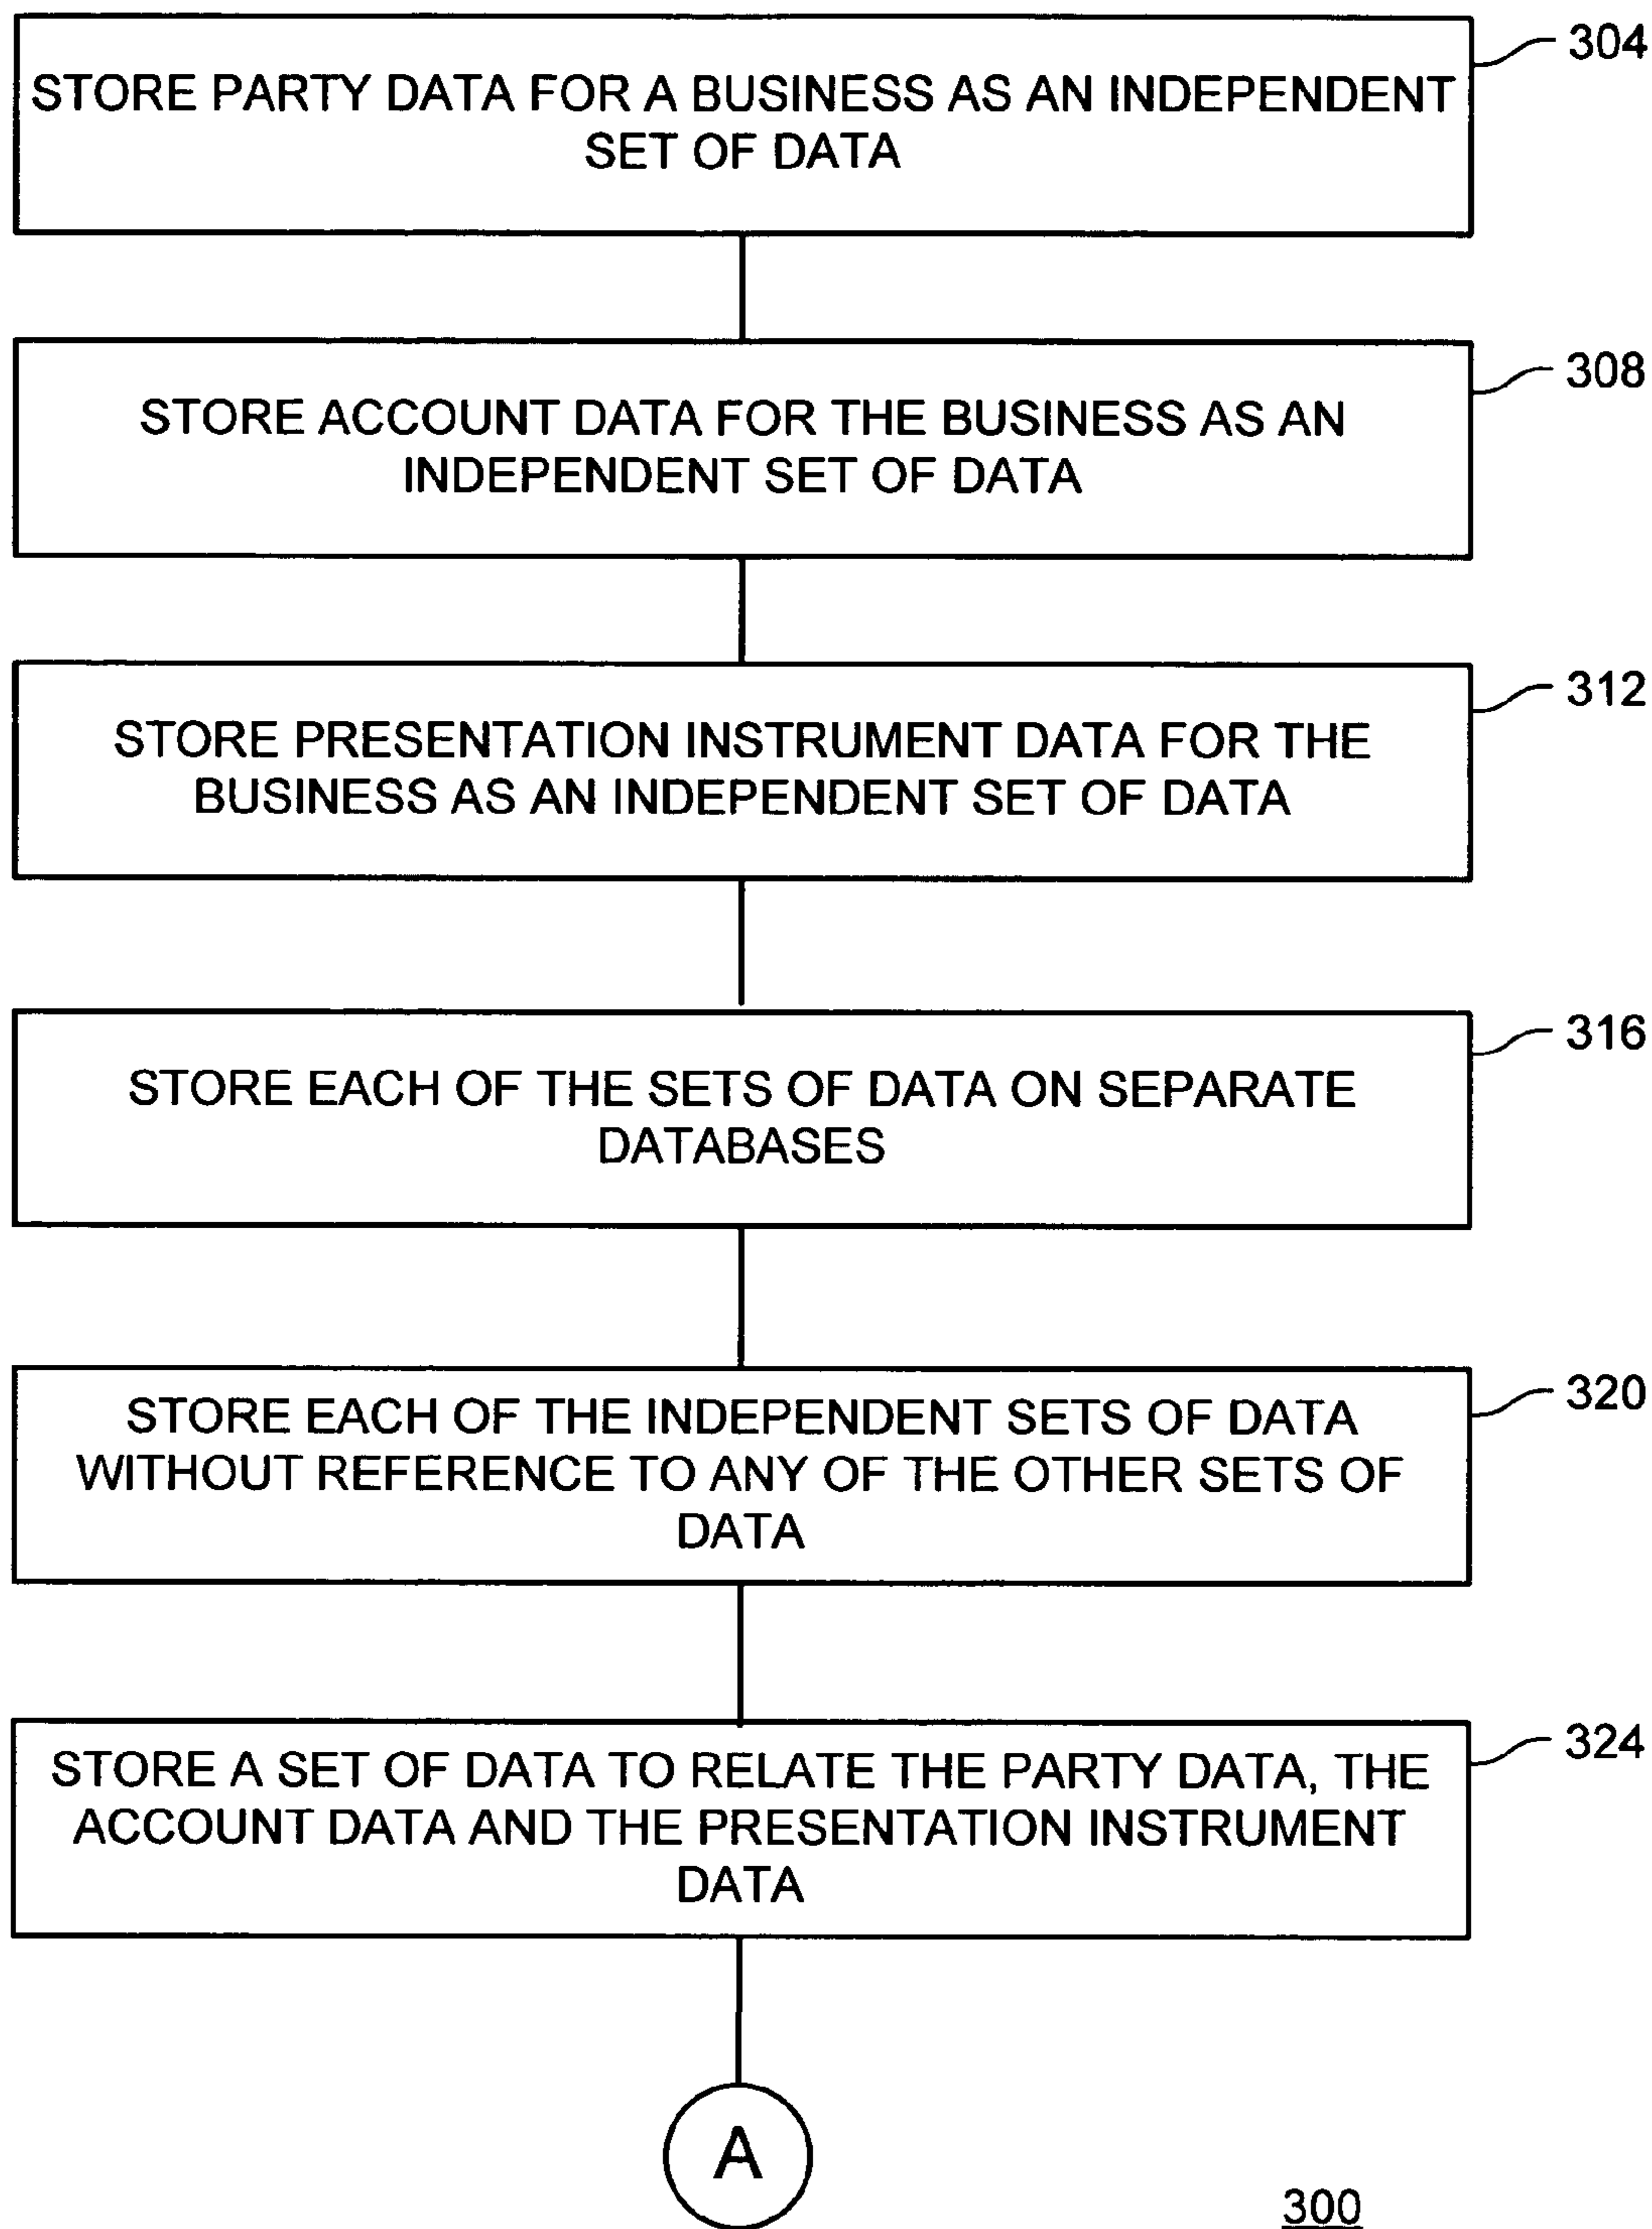 304
STORE PARTY DATA FOR A BUSINESS AS AN INDEPENDENT
SET OF DATA
308
STORE ACCOUNT DATA FOR THE BUSINESS AS AN
INDEPENDENT SET OF DATA
312
STORE PRESENTATION INSTRUMENT DATA FOR THE
BUSINESS AS AN INDEPENDENT SET OF DATA
316
STORE EACH OF THE SETS OF DATA ON SEPARATE
DATABASES
320
STORE EACH OF THE INDEPENDENT SETS OF DATA
WITHOUT REFERENCE TO ANY OF THE OTHER SETS OF
DATA
324
STORE A SET OF DATA TO RELATE THE PARTY DATA, THE
ACCOUNT DATA AND THE PRESENTATION INSTRUMENT
DATA
A
300